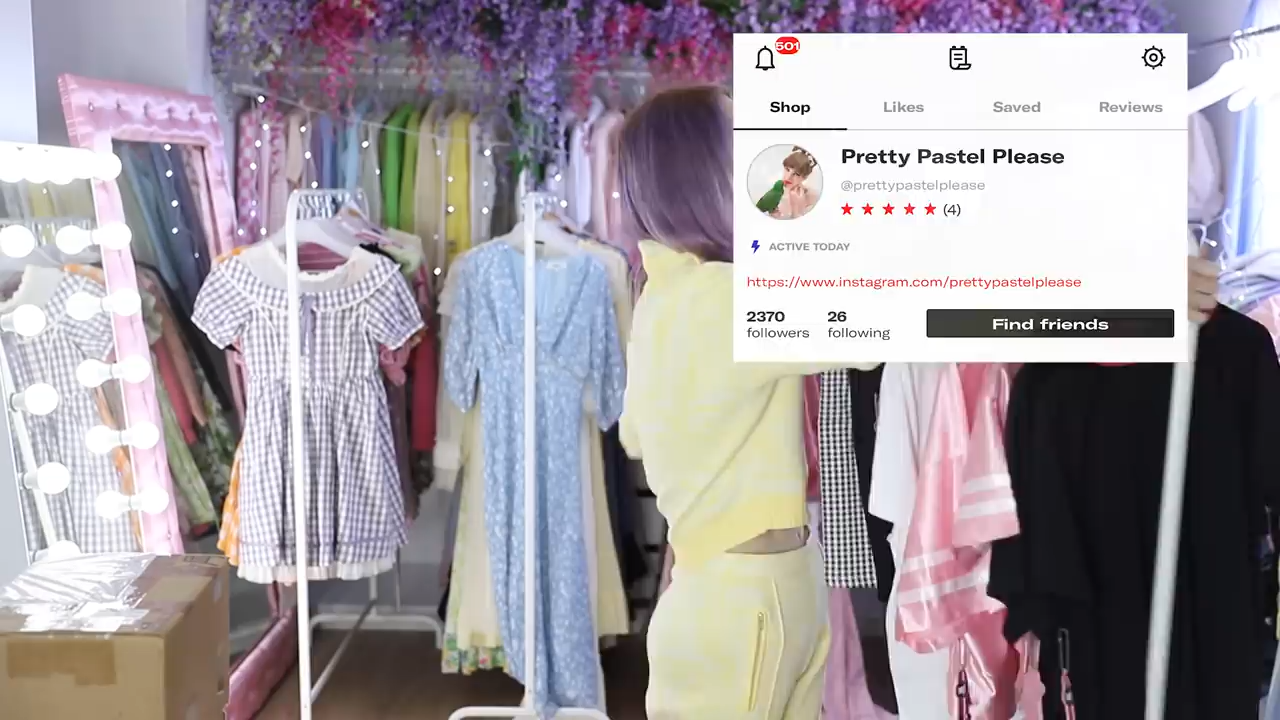 501
Shop Likes Saved Reviews
Pretty Pastel Please
@prettypastelplease
(4)
ACTIVE TODAY
https://www.instagram.com/prettypastelplease
2370 26
followers following
Find friends